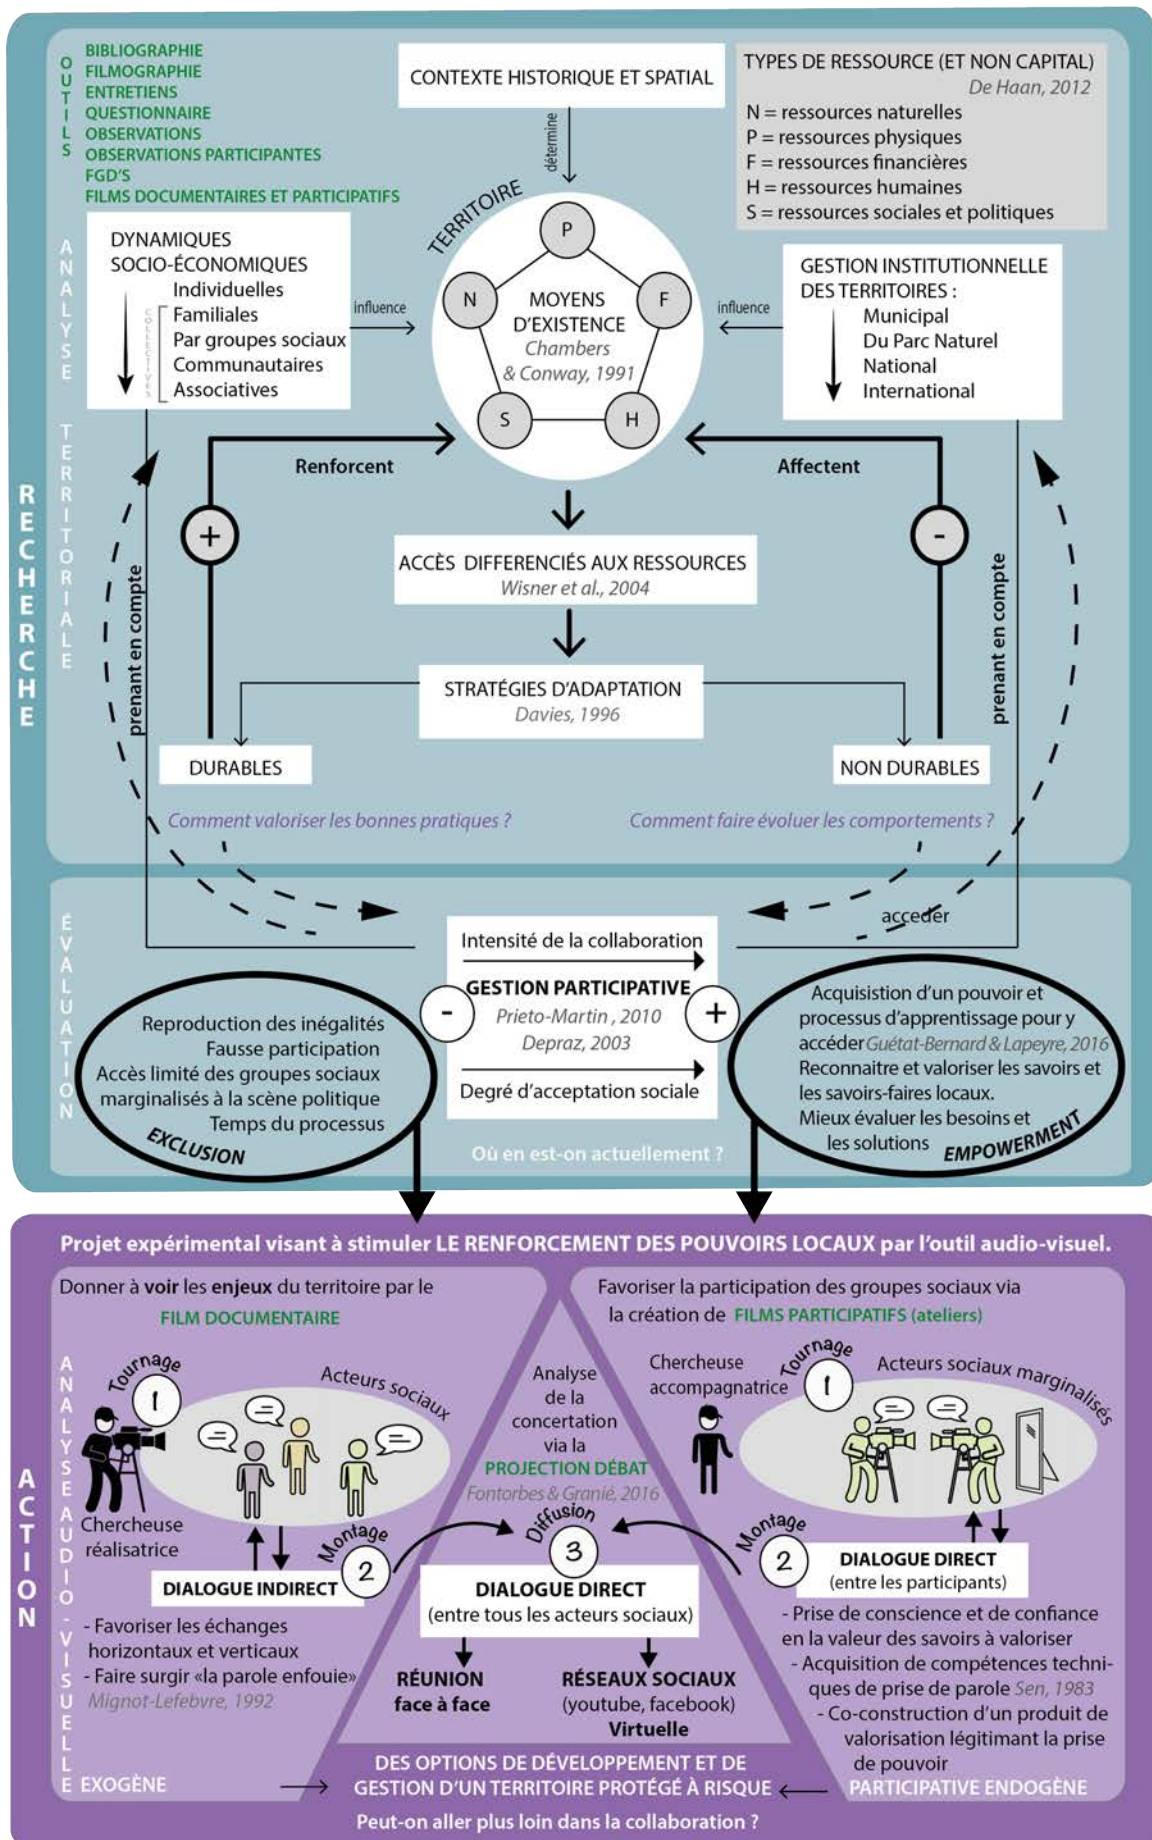 RECHERCHE
OUTILS
BIBLIOGRAPHIE
FILMOGRAPHIE
ENTRETIENS
QUESTIONNAIRE
OBSERVATIONS
OBSERVATIONS PARTICIPANTES
FGD'S
FILMS DOCUMENTAIRES ET PARTICIPATIFS
CONTEXTE HISTORIQUE ET SPATIAL
détermine
TYPES DE RESSOURCE (ET NON CAPITAL)
De Haan, 2012
N = ressources naturelles
P = ressources physiques
F = ressources financières
H = ressources humaines
S = ressources sociales et politiques
ANALYSE TERRITORIALE
DYNAMIQUES
SOCIO-ÉCONOMIQUES
Individuelles
COLLECTIVES
Familiales
Par groupes sociaux
Communautaires
Associatives
influence
TERRITOIRE
P
N
F
S
H
MOYENS
D'EXISTENCE
Chambers
& Conway, 1991
influence
GESTION INSTITUTIONNELLE
DES TERRITOIRES :
Municipal
Du Parc Naturel
National
International
Renforcent
Affectent
+
-
ACCÈS DIFFERENCIÉS AUX RESSOURCES
Wisner et al., 2004
prenant en compte
prenant en compte
STRATÉGIES D'ADAPTATION
Davies, 1996
DURABLES
NON DURABLES
Comment valoriser les bonnes pratiques ?
Comment faire évoluer les comportements ?
ÉVALUATION
acceder
Intensité de la collaboration
GESTION PARTICIPATIVE
-
+
Prieto-Martin , 2010
Depraz, 2003
Degré d'acceptation sociale
Reproduction des inégalités
Fausse participation
Accès limité des groupes sociaux
marginalisés à la scène politique
Temps du processus
EXCLUSION
Acquisistion d'un pouvoir et
processus d'apprentissage pour y
accéder Guétat-Bernard & Lapeyre, 2016
Reconnaitre et valoriser les savoirs et
les savoirs-faires locaux.
Mieux évaluer les besoins et
les solutions
EMPOWERMENT
Où en est-on actuellement ?
ACTION
Projet expérimental visant à stimuler LE RENFORCEMENT DES POUVOIRS LOCAUX par l'outil audio-visuel.
Donner à voir les enjeux du territoire par le
FILM DOCUMENTAIRE
Favoriser la participation des groupes sociaux via
la création de FILMS PARTICIPATIFS (ateliers)
ANALYSE AUDIO-VISUELLE
Tournage
1
Acteurs sociaux
Chercheuse
réalisatrice
Montage
2
DIALOGUE INDIRECT
- Favoriser les échanges
horizontaux et verticaux
- Faire surgir «la parole enfouie»
Mignot-Lefebvre, 1992
EXOGÈNE
Analyse
de la
concertation
via la
PROJECTION DÉBAT
Fontorbes & Granié, 2016
Diffusion
3
DIALOGUE DIRECT
(entre tous les acteurs sociaux)
RÉUNION
face à face
RÉSEAUX SOCIAUX
(youtube, facebook)
Virtuelle
Chercheuse
accompagnatrice
Tournage
1
Acteurs sociaux marginalisés
Montage
2
DIALOGUE DIRECT
(entre les participants)
- Prise de conscience et de confiance
en la valeur des savoirs à valoriser
- Acquisition de compétences techni-
ques de prise de parole Sen, 1983
- Co-construction d'un produit de
valorisation légitimant la prise
de pouvoir
PARTICIPATIVE ENDOGÈNE
DES OPTIONS DE DÉVELOPPEMENT ET DE
GESTION D'UN TERRITOIRE PROTÉGÉ À RISQUE
Peut-on aller plus loin dans la collaboration ?